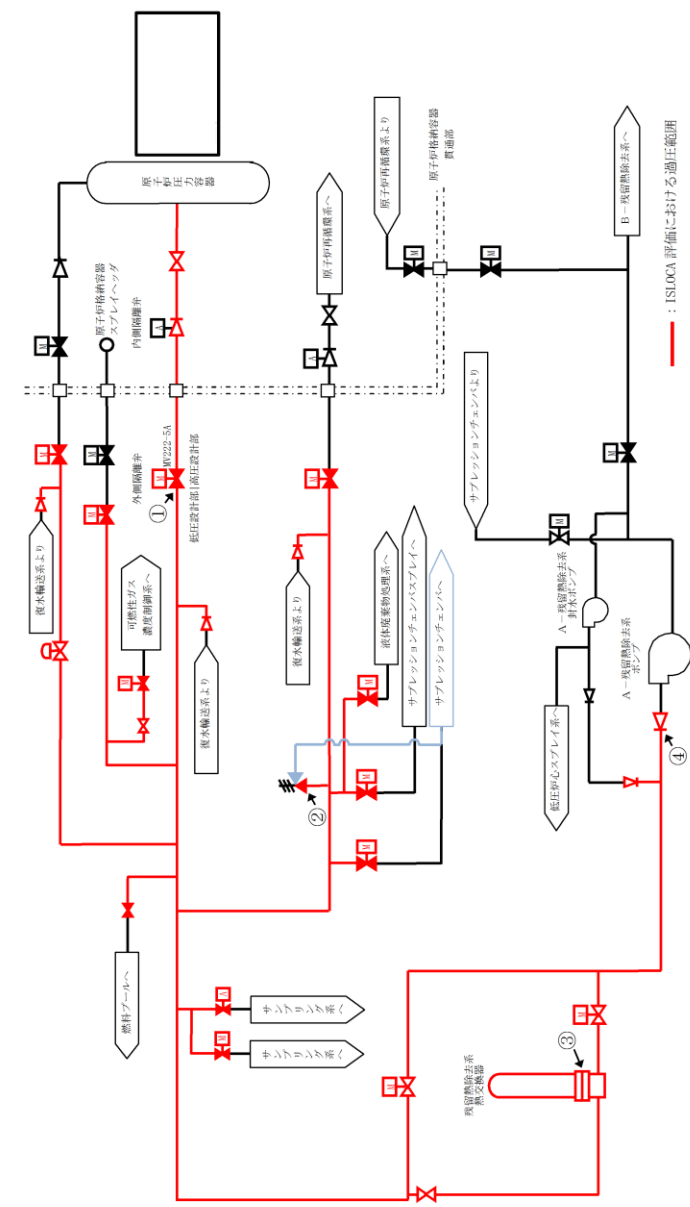 原子炉圧力容器
原子炉格納容器
スプレイヘッダ
内側隔離弁
A
M
原子炉再循環系へ
A
原子炉再循環系より
原子炉格納容器
貫通部
M
M
B－残留熱除去系へ
━：ISLOCA 評価における過圧範囲
M
M
M
外側隔離弁
M
MV222-5A
①
低圧設計部
高圧設計部
復水輸送系より
可燃性ガス
濃度制御系へ
M
復水輸送系より
M
復水輸送系より
液体廃棄物処理系へ
サプレッションチェンバスプレイへ
サプレッションチェンバへ
M
M
M
②
サプレッションチェンバより
M
M
A－残留熱除去系
封水ポンプ
A－残留熱除去系
ポンプ
低圧炉心スプレイ系へ
④
燃料プールへ
A
サンプリング系へ
M
サンプリング系へ
M
M
残留熱除去系
熱交換器
③